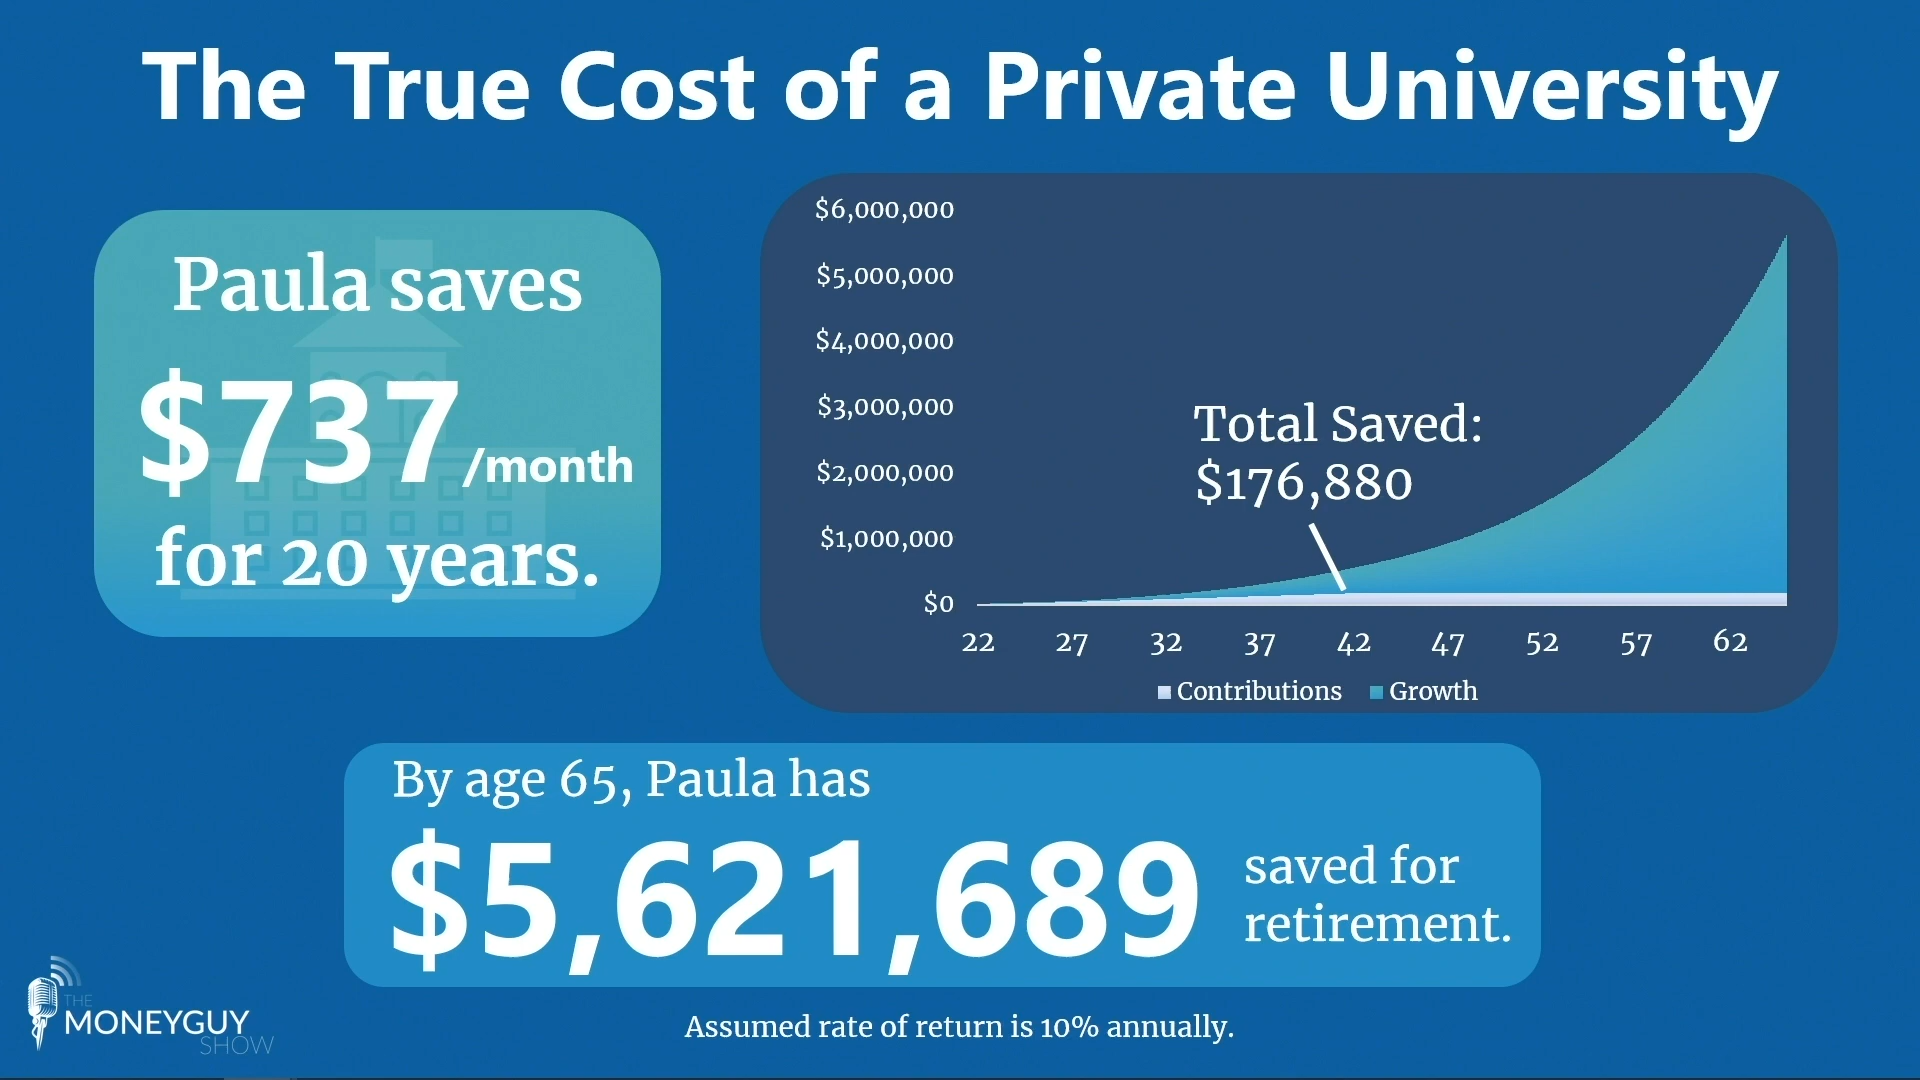 The True Cost of a Private University
Paula saves
$737/month
for 20 years.
$6,000,000
$5,000,000
$4,000,000
$3,000,000
$2,000,000
$1,000,000
$0
Total Saved:
$176,880
22 27 32 37 42 47 52 57 62
Contributions Growth
By age 65, Paula has
$5,621,689
saved for
retirement.
THE
MONEYGUY
SHOW
Assumed rate of return is 10% annually.